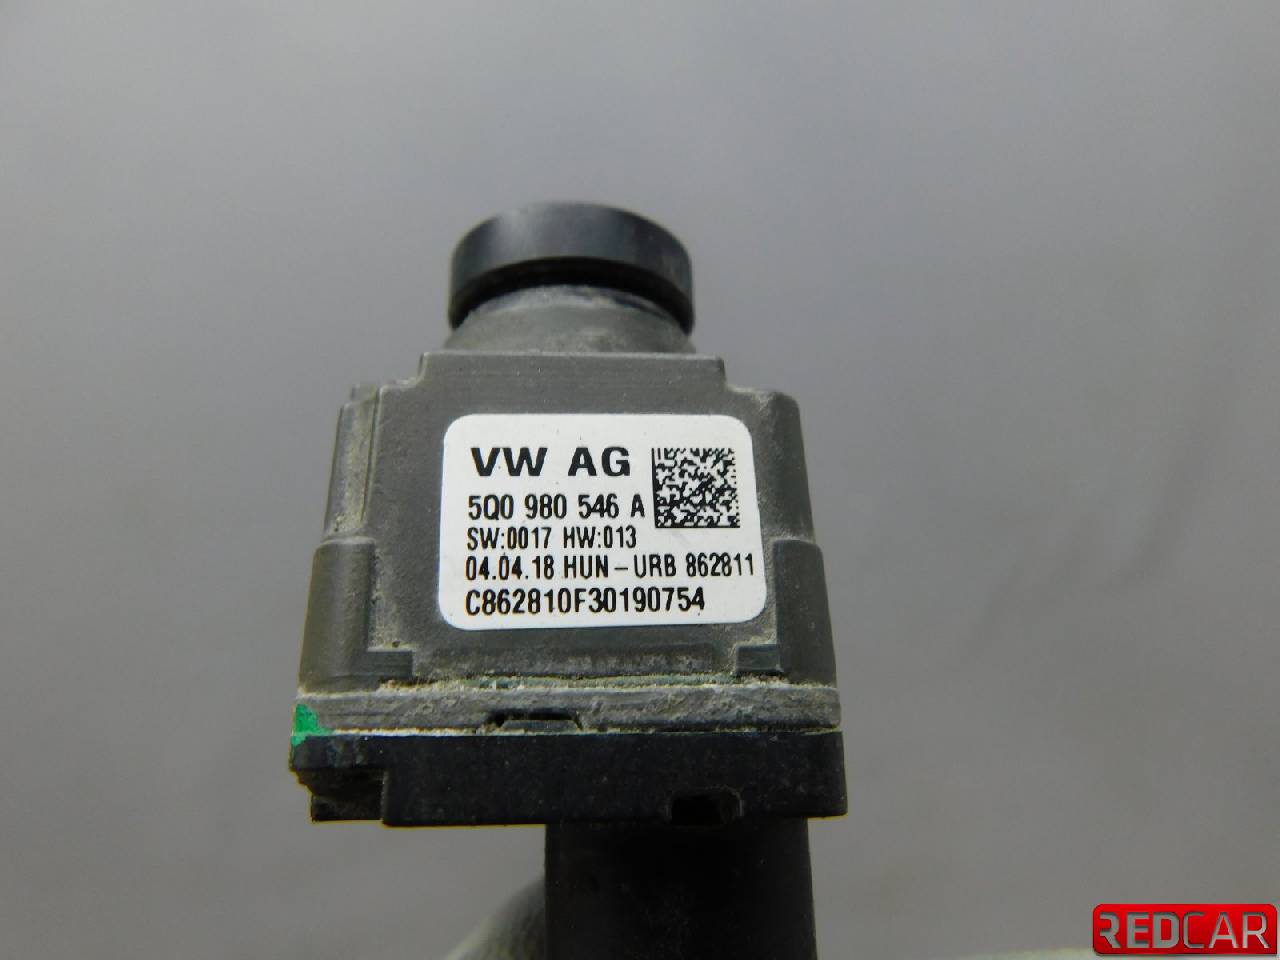 VW AG
5Q0 980 546 A
SW:0017 HW:013
04.04.18 HUN-URB 862811
C862810F30190754
REDCAR